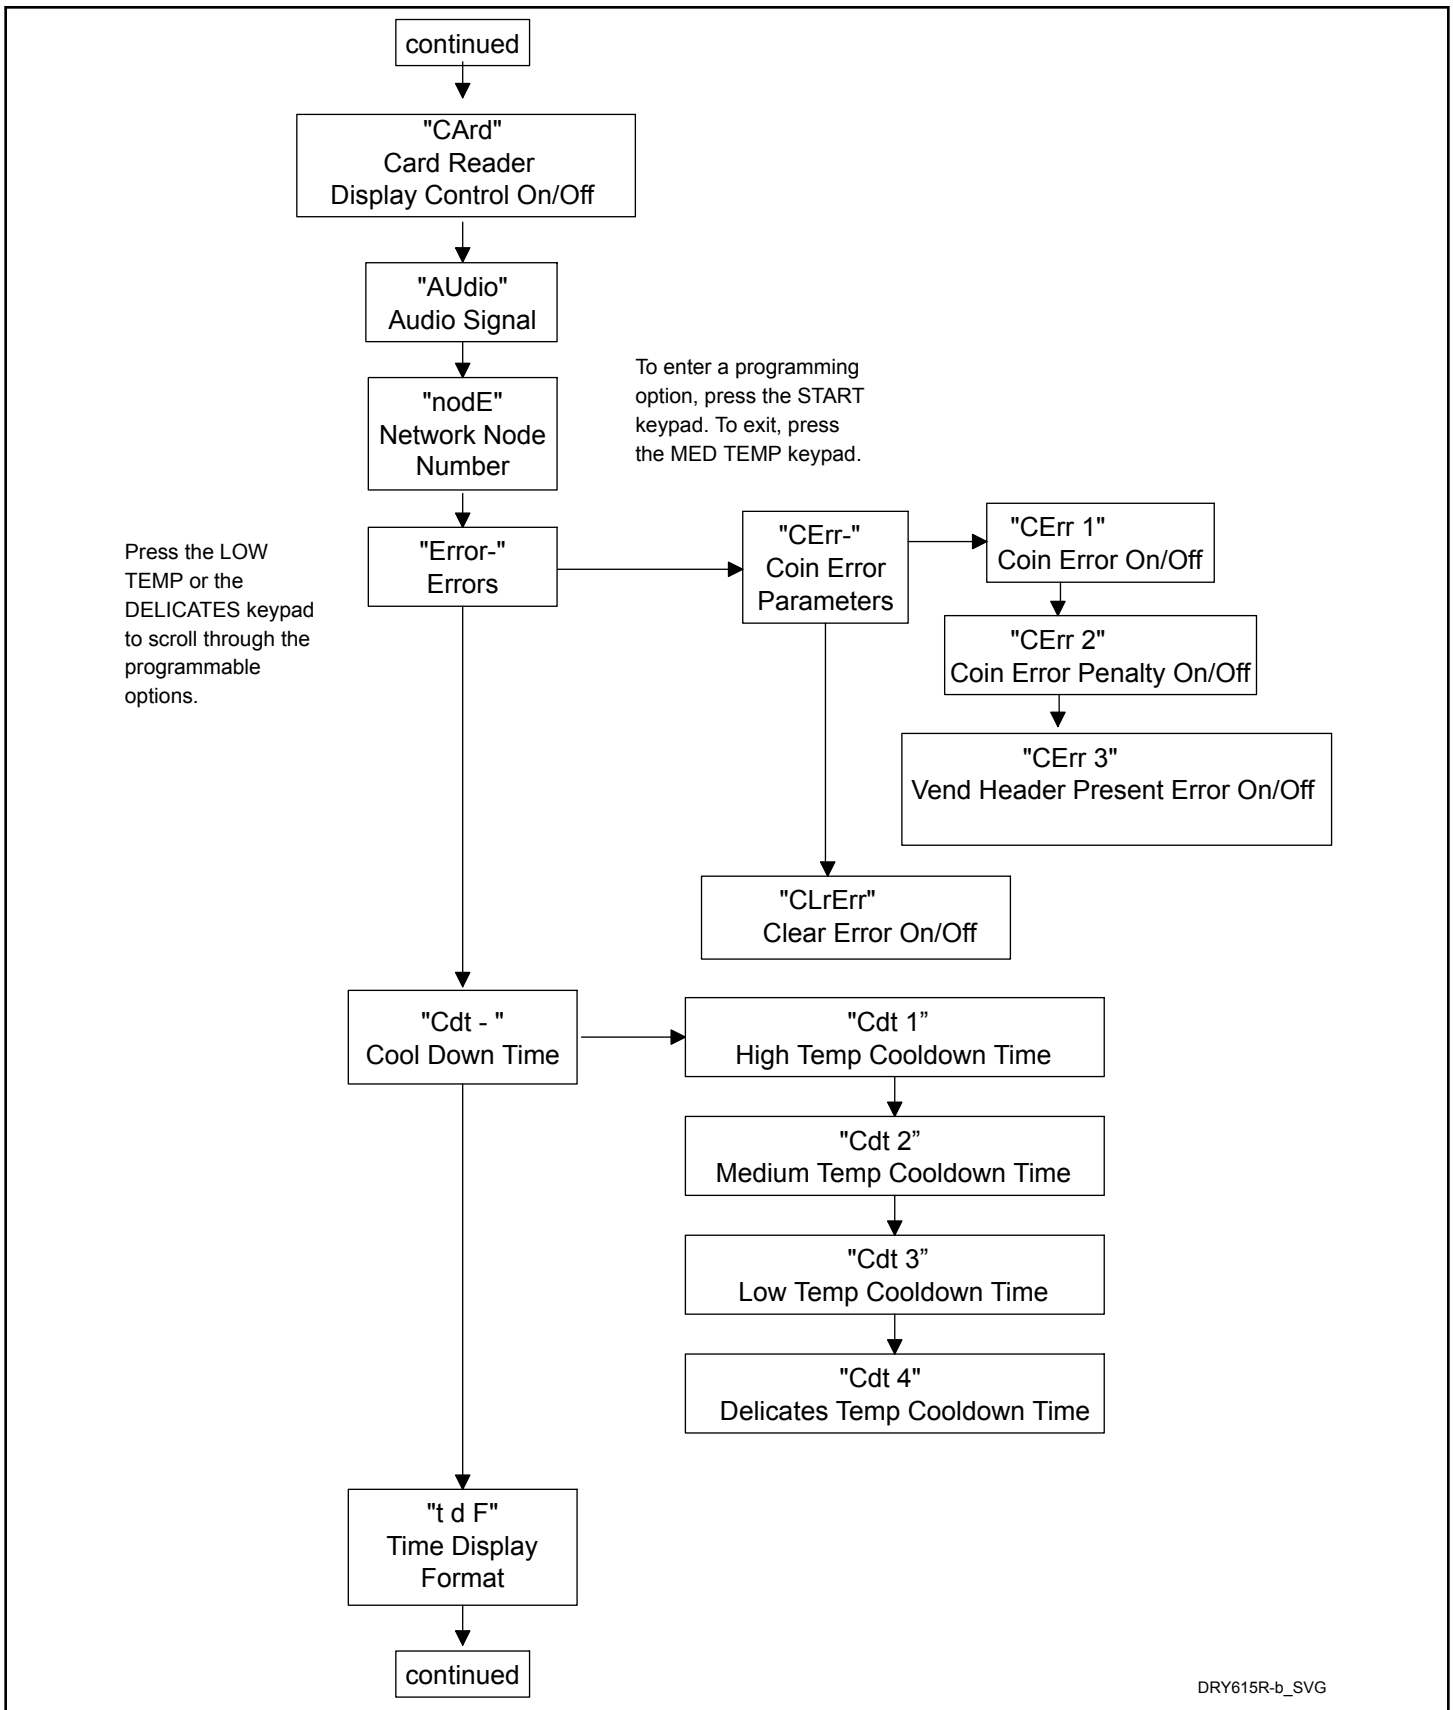 continued
"CArd"
Card Reader
Display Control On/Off
"AUdio"
Audio Signal
"nodE"
Network Node
Number
To enter a programming
option, press the START
keypad. To exit, press
the MED TEMP keypad.
Press the LOW
TEMP or the
DELICATES keypad
to scroll through the
programmable
options.
"Error-"
Errors
"CErr-"
Coin Error
Parameters
"CErr 1"
Coin Error On/Off
"CErr 2"
Coin Error Penalty On/Off
"CErr 3"
Vend Header Present Error On/Off
"CLrErr"
Clear Error On/Off
"Cdt - "
Cool Down Time
"Cdt 1”
High Temp Cooldown Time
"Cdt 2”
Medium Temp Cooldown Time
"Cdt 3”
Low Temp Cooldown Time
"Cdt 4"
Delicates Temp Cooldown Time
"t d F"
Time Display
Format
continued
DRY615R-b_SVG